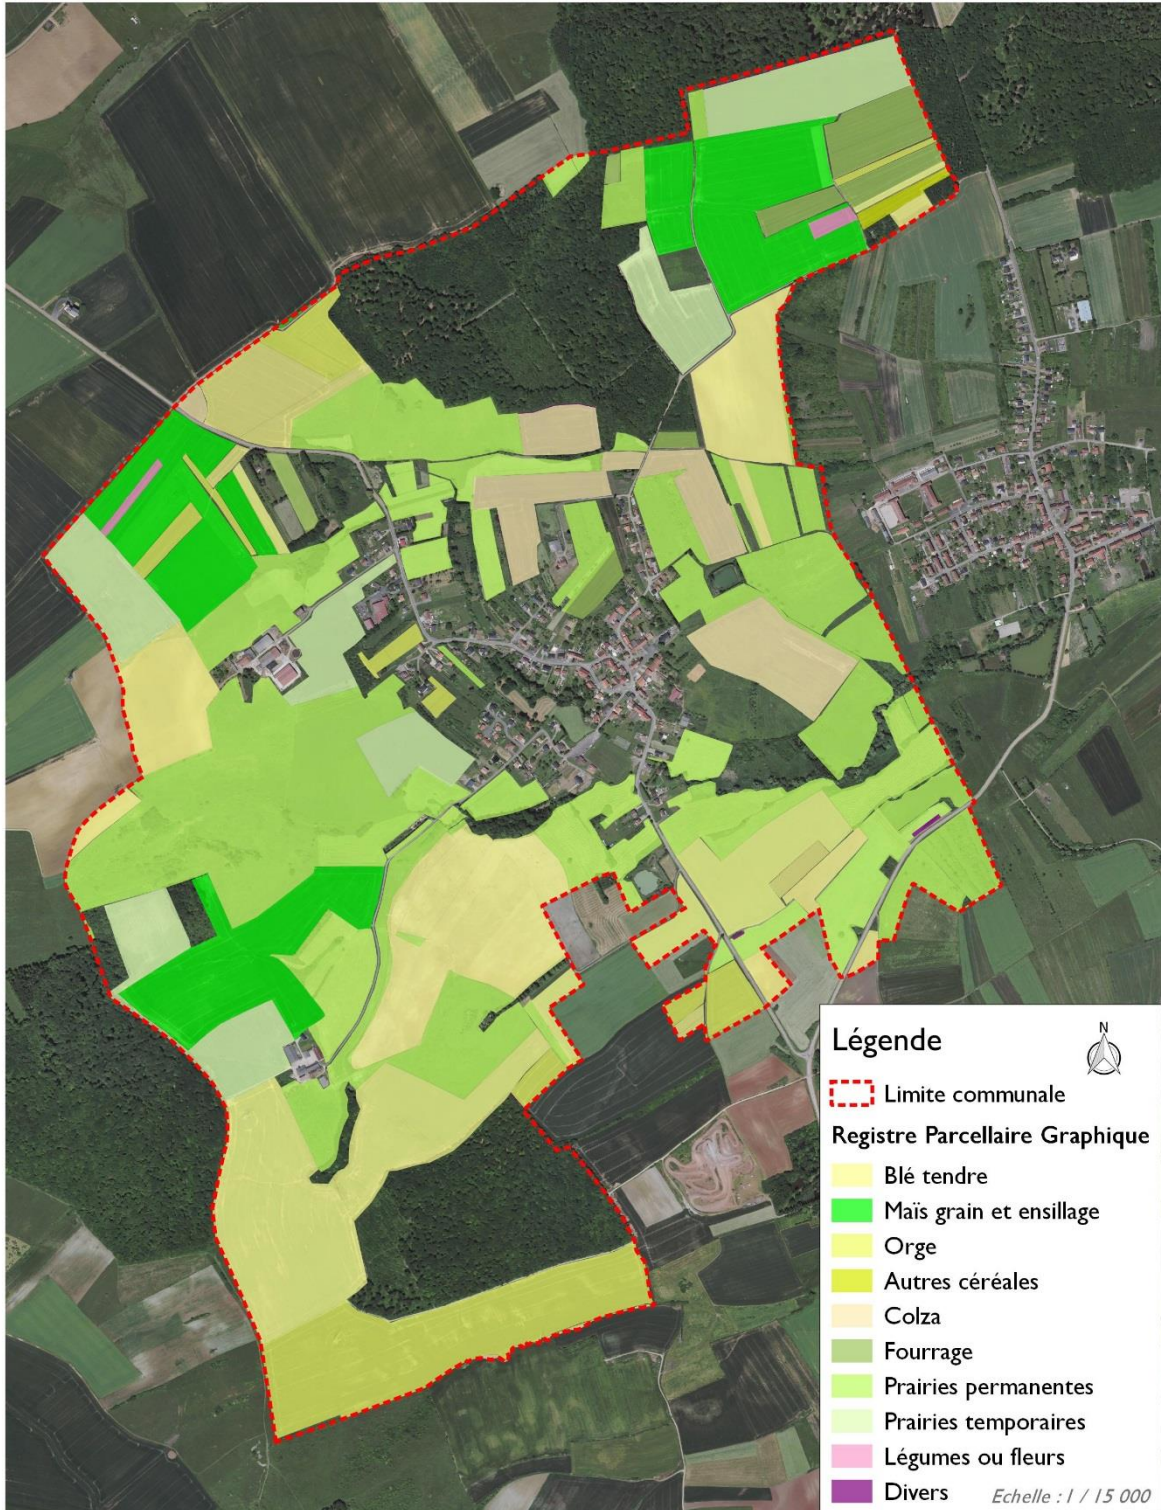 Légende
N
Limite communale
Registre Parcellaire Graphique
Blé tendre
Maïs grain et ensillage
Orge
Autres céréales
Colza
Fourrage
Prairies permanentes
Prairies temporaires
Légumes ou fleurs
Divers
Echelle : 1 / 15 000